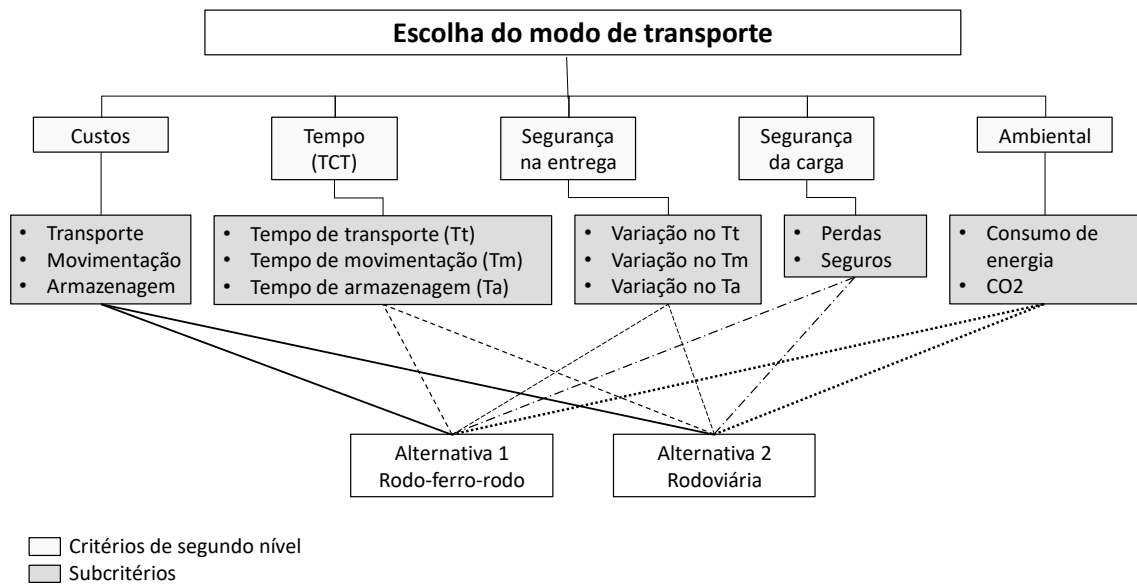 Escolha do modo de transporte
Custos
Tempo
(TCT)
Segurança
na entrega
Segurança
da carga
Ambiental
• Transporte
• Movimentação
• Armazenagem
• Tempo de transporte (Tt)
• Tempo de movimentação (Tm)
• Tempo de armazenagem (Ta)
• Variação no Tt
• Variação no Tm
• Variação no Ta
• Perdas
• Seguros
• Consumo de
energia
• CO2
Alternativa 1
Rodo-ferro-rodo
Alternativa 2
Rodoviária
Critérios de segundo nível
Subcritérios